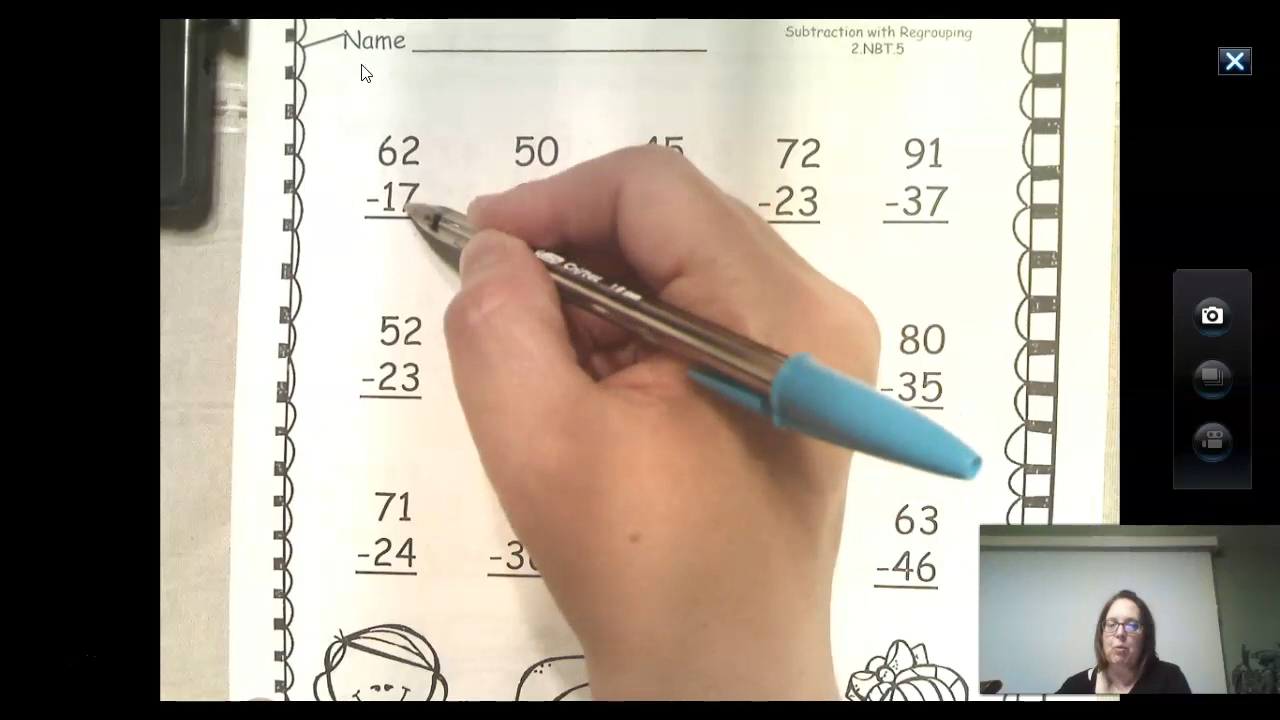 Name
Subtraction with Regrouping
2.NBT.5
62 50 45 72 91
-17 -23 -37
52 80
-23 -35
71 63
-24 -46